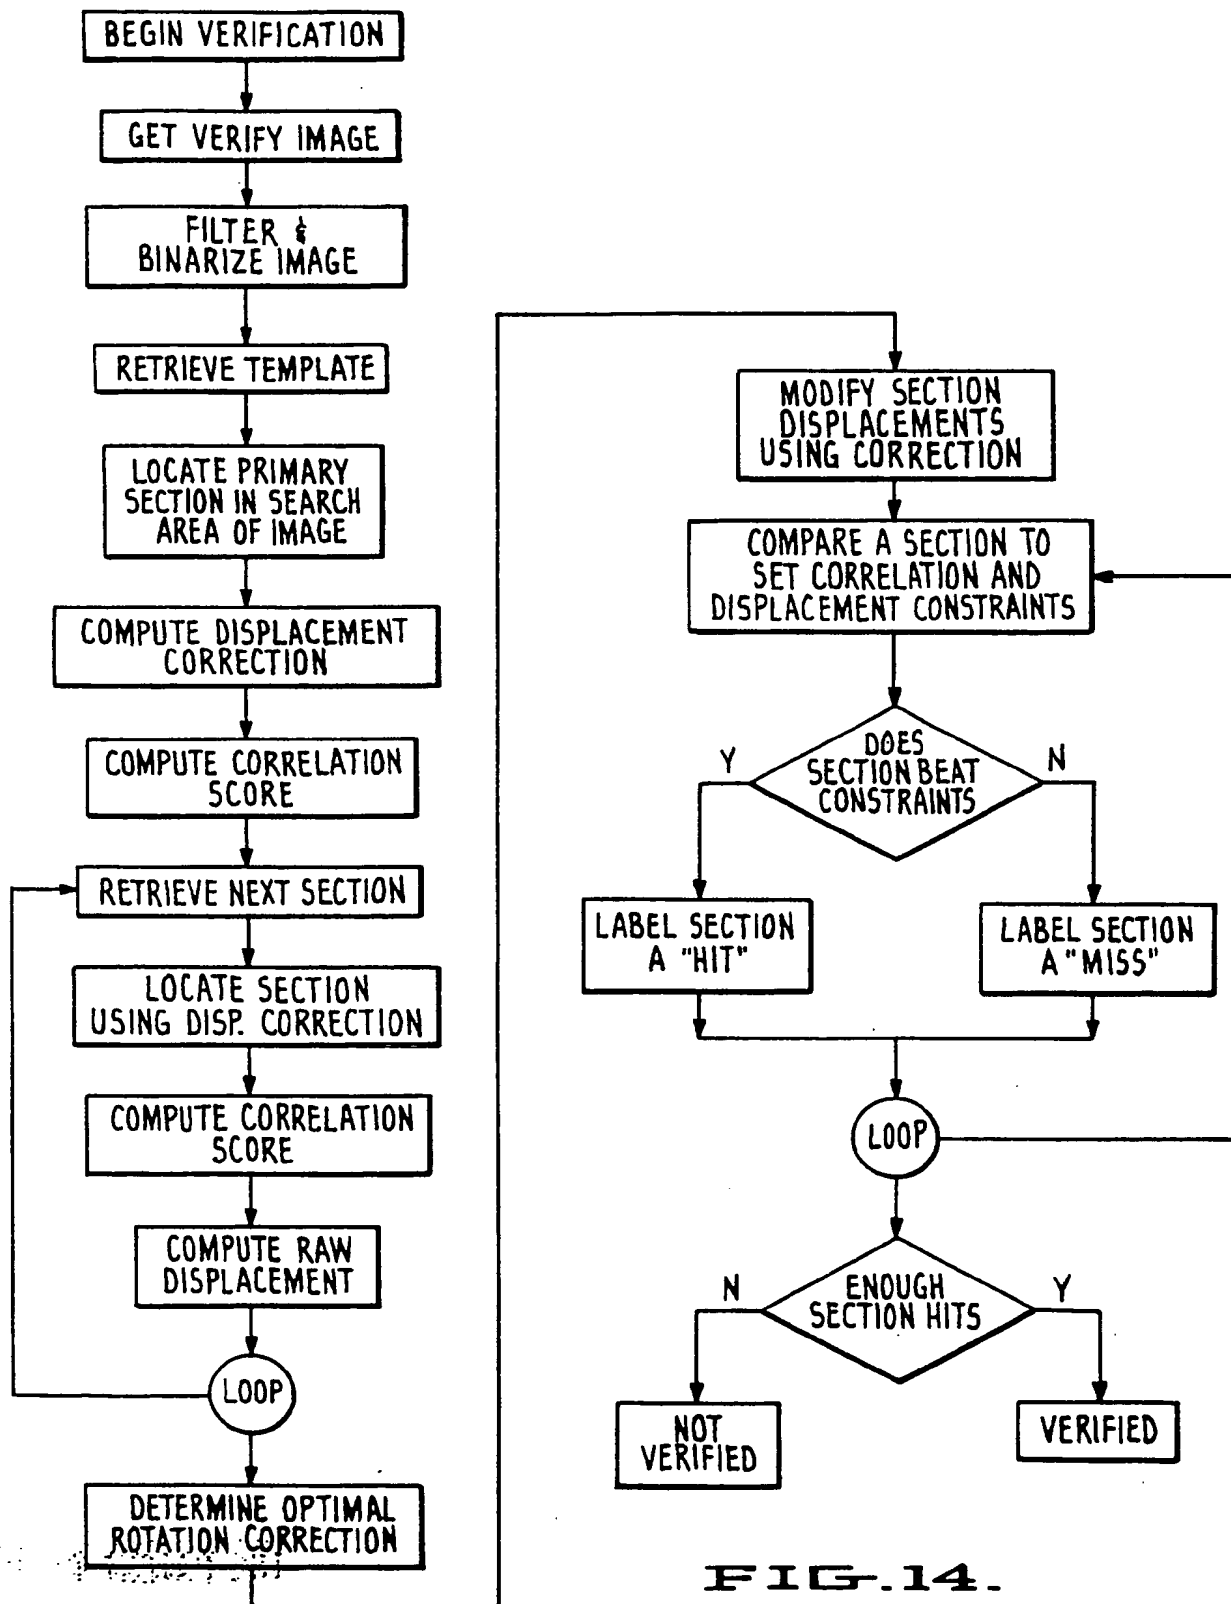 BEGIN VERIFICATION
GET VERIFY IMAGE
FILTER &
BINARIZE IMAGE
RETRIEVE TEMPLATE
LOCATE PRIMARY
SECTION IN SEARCH
AREA OF IMAGE
COMPUTE DISPLACEMENT
CORRECTION
COMPUTE CORRELATION
SCORE
RETRIEVE NEXT SECTION
LOCATE SECTION
USING DISP. CORRECTION
COMPUTE CORRELATION
SCORE
COMPUTE RAW
DISPLACEMENT
LOOP
DETERMINE OPTIMAL
ROTATION CORRECTION
MODIFY SECTION
DISPLACEMENTS
USING CORRECTION
COMPARE A SECTION TO
SET CORRELATION AND
DISPLACEMENT CONSTRAINTS
DOES
SECTION BEAT
CONSTRAINTS
Y
N
LABEL SECTION
A "HIT"
LABEL SECTION
A "MISS"
LOOP
ENOUGH
SECTION HITS
N
Y
NOT
VERIFIED
VERIFIED
FIG.14.